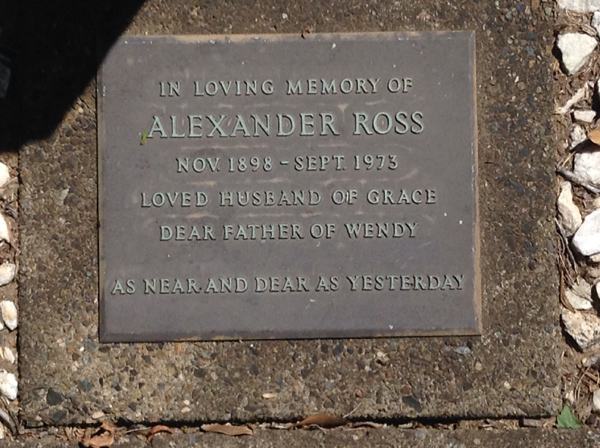 IN LOVING MEMORY OF
ALEXANDER ROSS
NOV. 1898 - SEPT. 1973
LOVED HUSBAND OF GRACE
DEAR FATHER OF WENDY
AS NEAR AND DEAR AS YESTERDAY